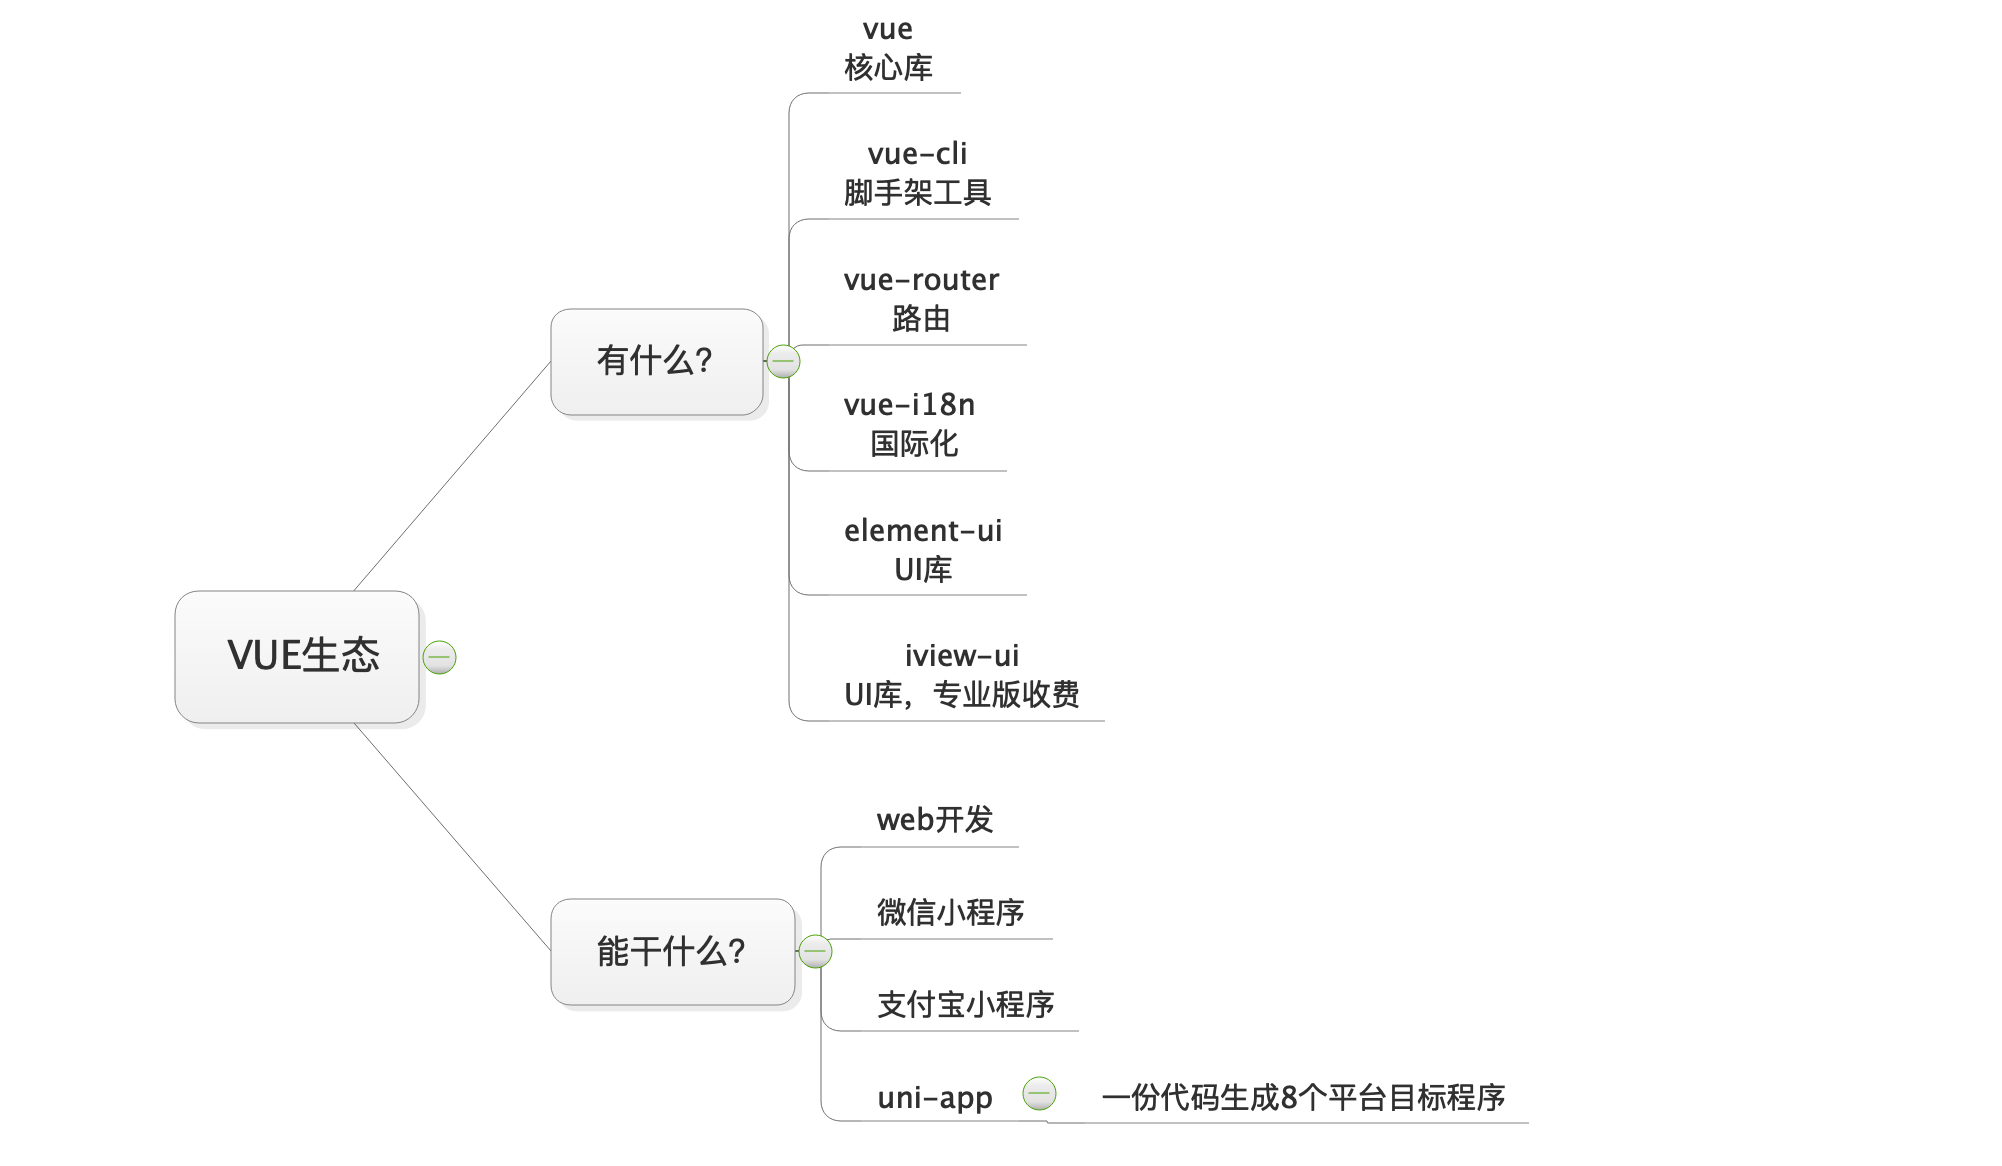 VUE生态
有什么?
vue
核心库
vue-cli
脚手架工具
vue-router
路由
vue-i18n
国际化
element-ui
UI库
iview-ui
UI库，专业版收费
能干什么?
web开发
微信小程序
支付宝小程序
uni-app
一份代码生成8个平台目标程序